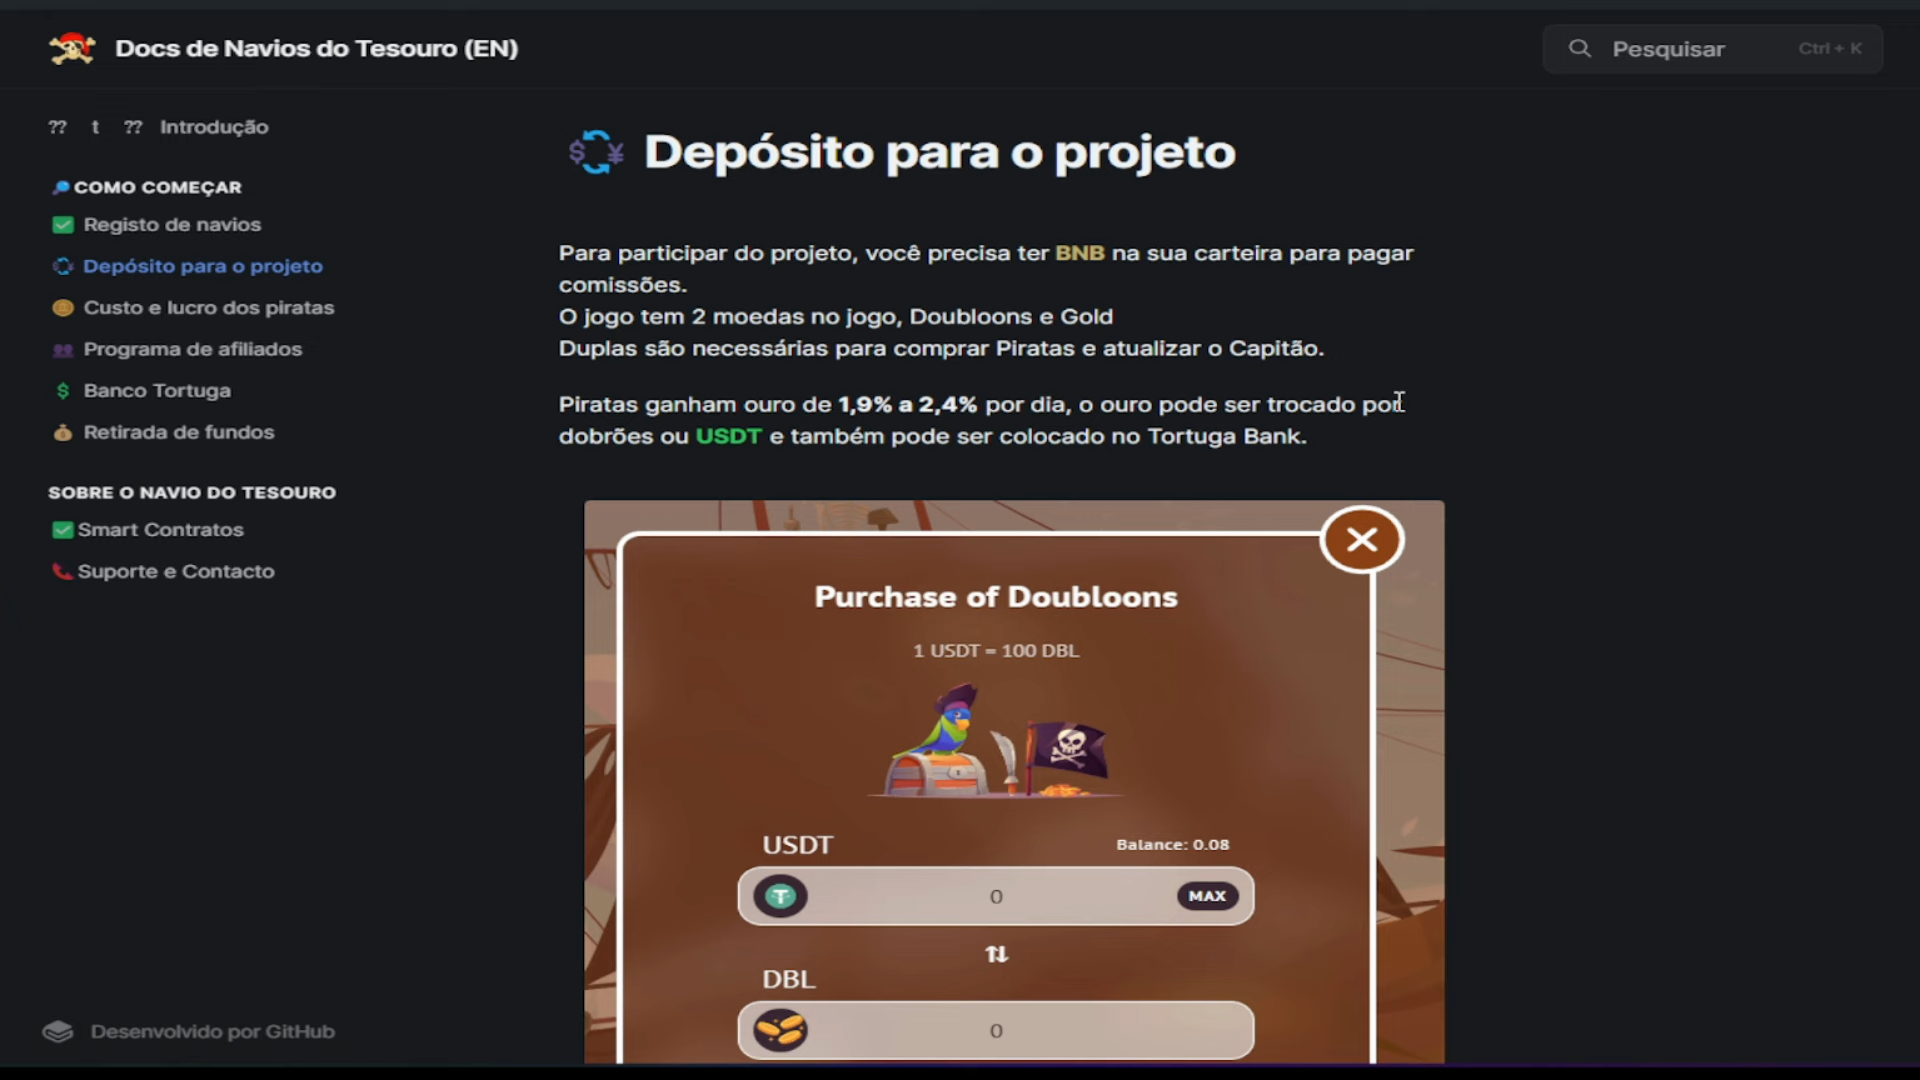 Docs de Navios do Tesouro (EN)
Pesquisar
Ctrl + K
?? t ?? Introdução
COMO COMEÇAR
Registo de navios
Depósito para o projeto
Custo e lucro dos piratas
Programa de afiliados
Banco Tortuga
Retirada de fundos
SOBRE O NAVIO DO TESOURO
Smart Contratos
Suporte e Contacto
Desenvolvido por GitHub
Depósito para o projeto
Para participar do projeto, você precisa ter BNB na sua carteira para pagar
comissões.
O jogo tem 2 moedas no jogo, Doubloons e Gold
Duplas são necessárias para comprar Piratas e atualizar o Capitão.
Piratas ganham ouro de 1,9% a 2,4% por dia, o ouro pode ser trocado por
dobrões ou USDT e também pode ser colocado no Tortuga Bank.
Purchase of Doubloons
1 USDT = 100 DBL
USDT
Balance: 0.08
0
MAX
DBL
0